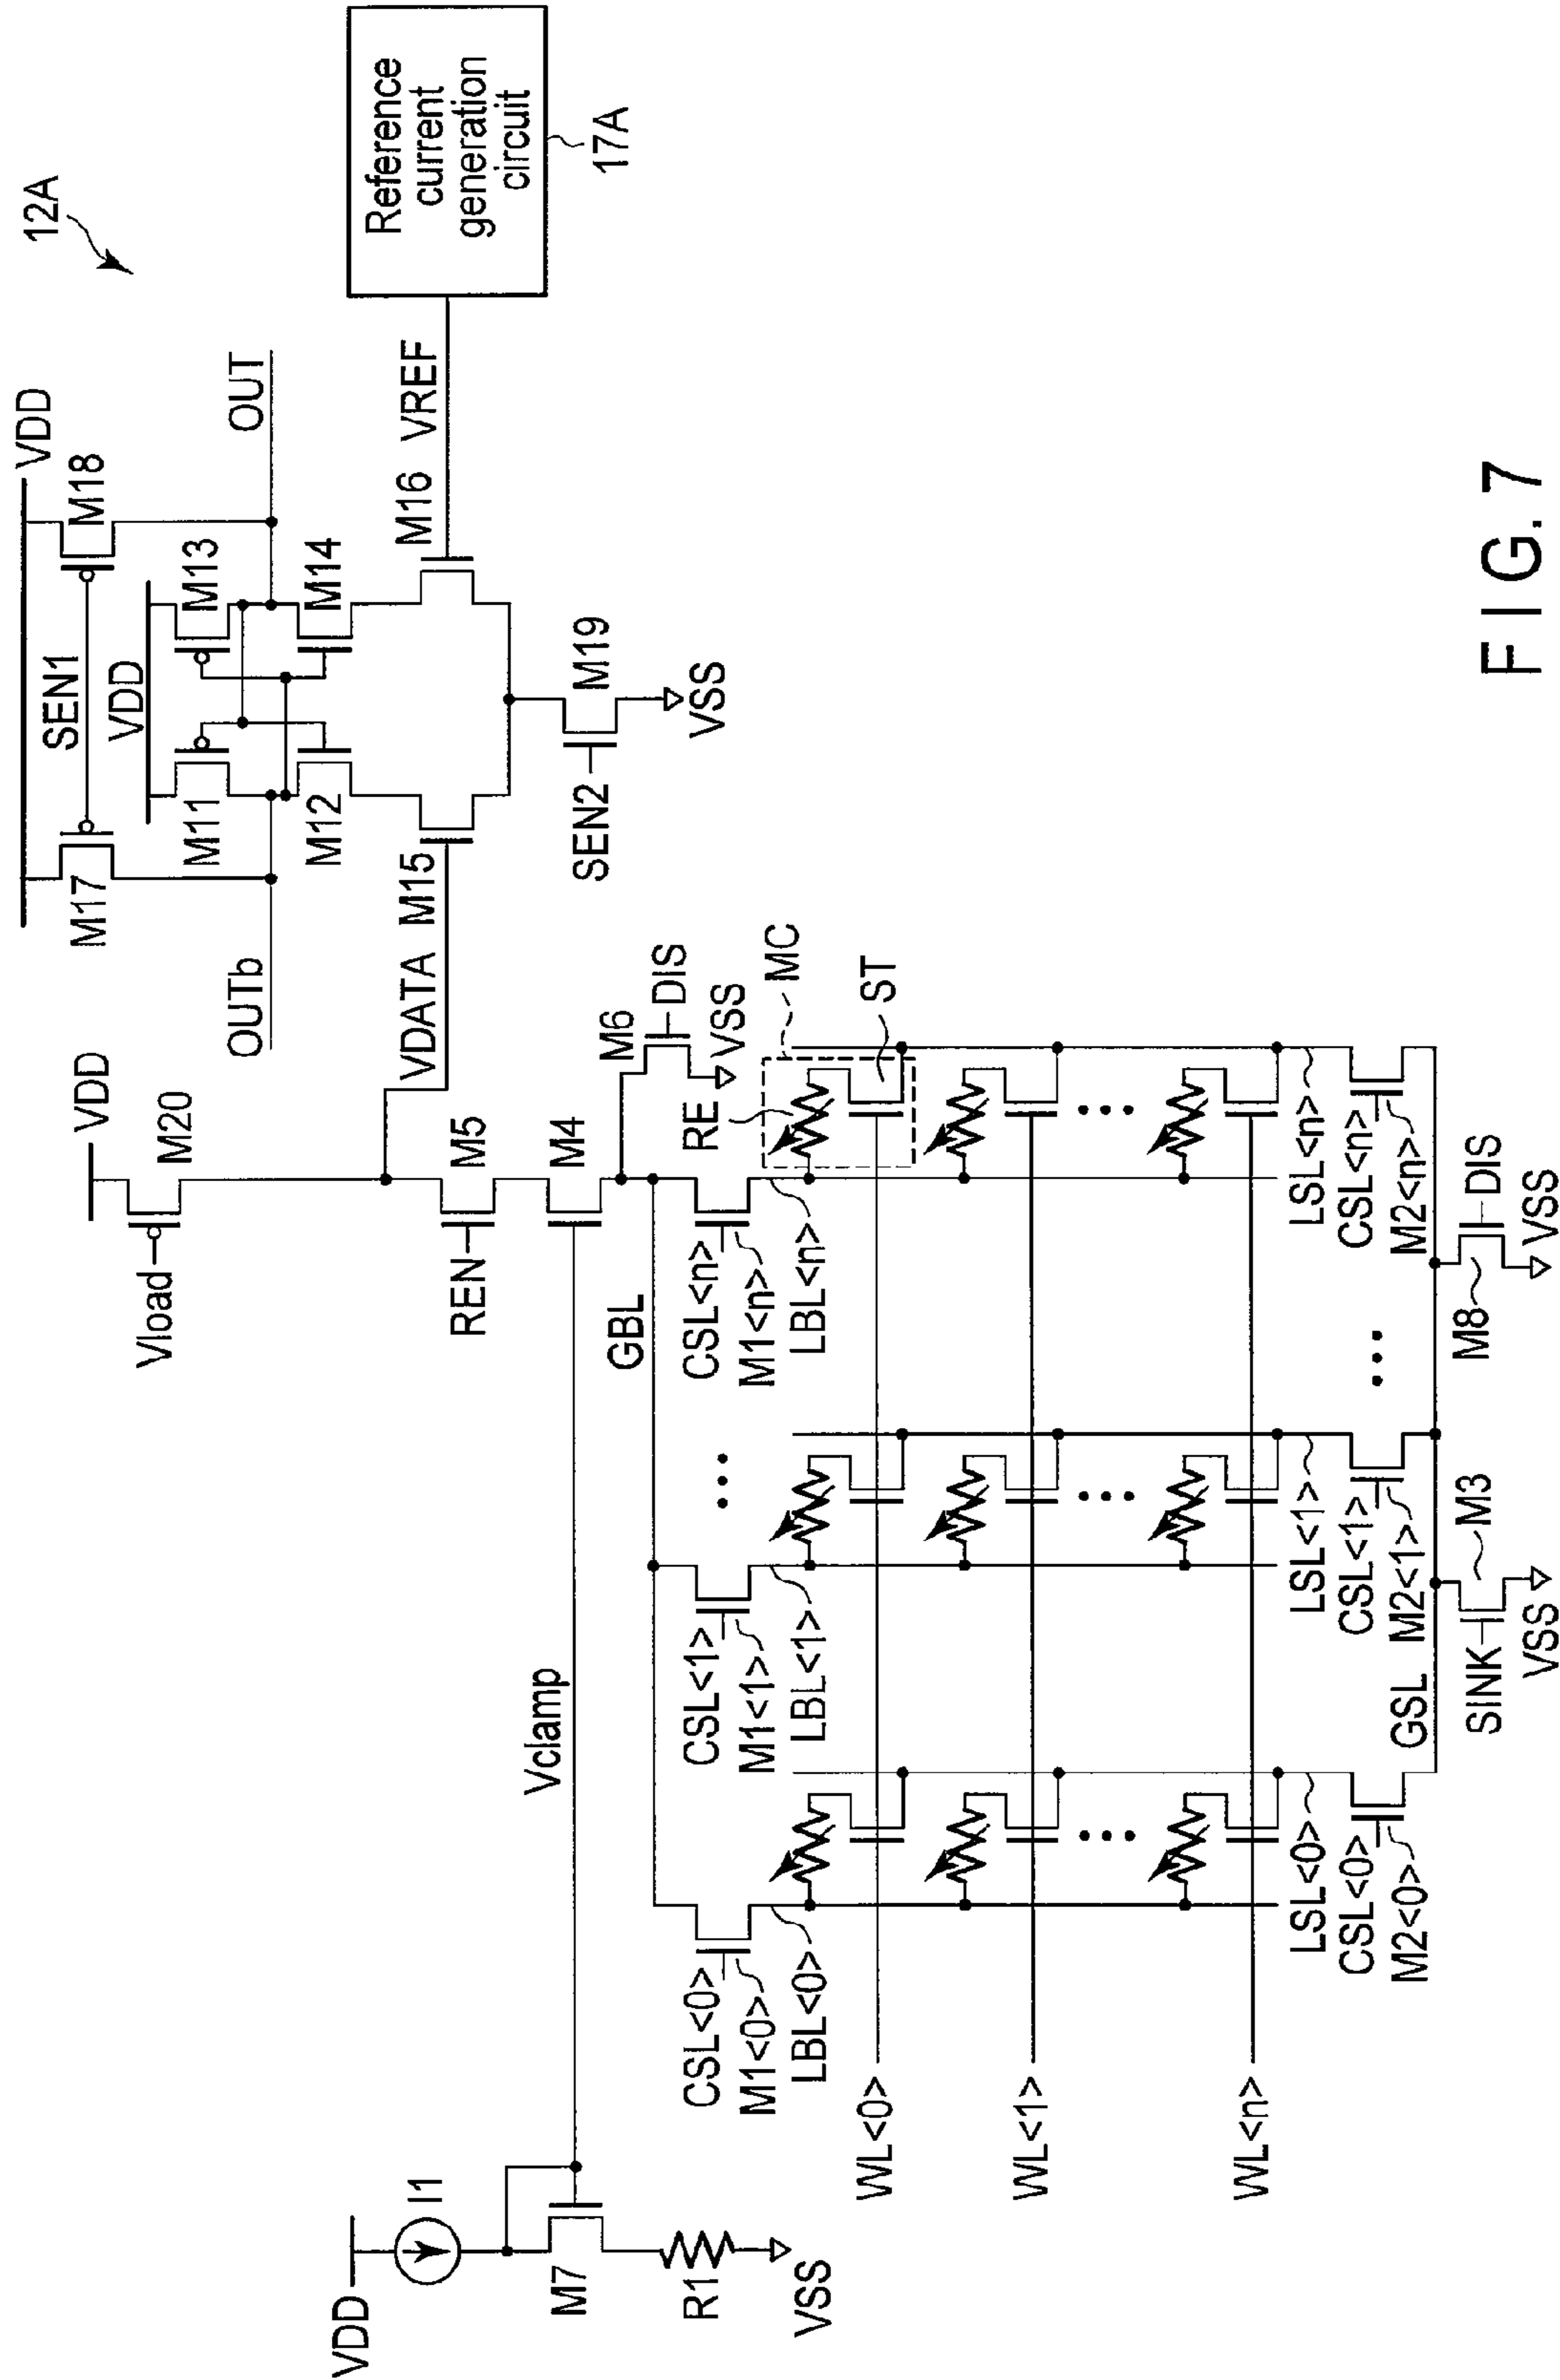 12A
VDD
SEN1
M17
M18
VDD
M11
M13
OUTb
OUT
M12
M14
VDATA
M15
M16
VREF
Reference
current
generation
circuit
17A
SEN2
M19
VSS
VDD
Vload
M20
REN
M5
M4
M6
DIS
VSS
VDD
I1
M7
R1
VSS
Vclamp
GBL
CSL<0>
M1<0>
LBL<0>
CSL<1>
M1<1>
LBL<1>
CSL<n>
M1<n>
LBL<n>
RE
MC
ST
WL<0>
WL<1>
WL<n>
LSL<0>
CSL<0>
M2<0>
LSL<1>
CSL<1>
M2<1>
LSL<n>
CSL<n>
M2<n>
GSL
SINK
M3
VSS
M8
DIS
VSS
FIG. 7